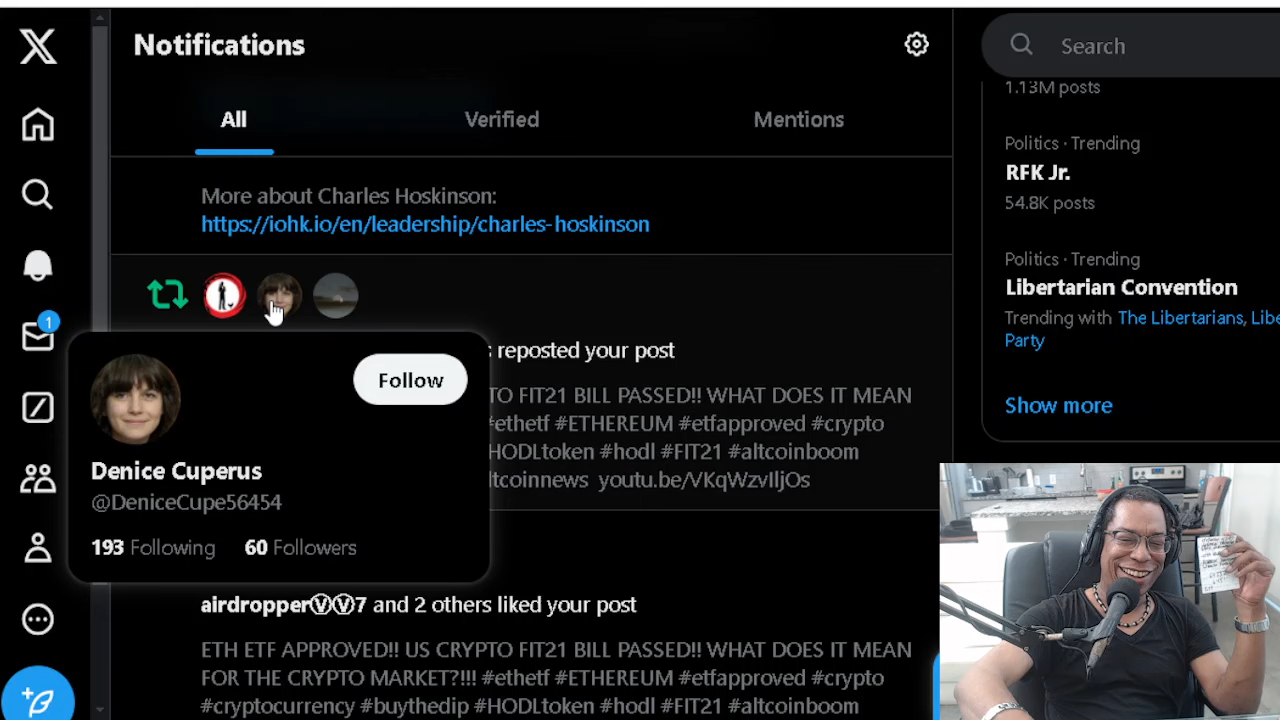 Notifications
Search
All
Verified
Mentions
1.13M posts
Politics · Trending
RFK Jr.
54.8K posts
Politics · Trending
Libertarian Convention
Trending with The Libertarians, Libe
Party
Show more
More about Charles Hoskinson:
https://iohk.io/en/leadership/charles-hoskinson
1
reposted your post
TO FIT21 BILL PASSED!! WHAT DOES IT MEAN
#ethetf #ETHEREUM #etfapproved #crypto
HODLtoken #hodl #FIT21 #altcoinboom
ltcoinnews youtu.be/VKqWzvIljOs
Follow
Denice Cuperus
@DeniceCupe56454
193 Following 60 Followers
airdropperⓋⓋ7 and 2 others liked your post
ETH ETF APPROVED!! US CRYPTO FIT21 BILL PASSED!! WHAT DOES IT MEAN
FOR THE CRYPTO MARKET?!!! #ethetf #ETHEREUM #etfapproved #crypto
#cryptocurrency #buythedip #HODLtoken #hodl #FIT21 #altcoinboom